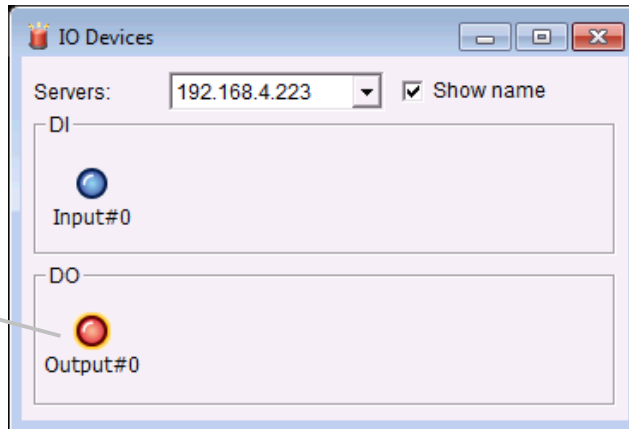 IO Devices
Servers: 192.168.4.223 Show name
DI
Input#0
DO
Output#0